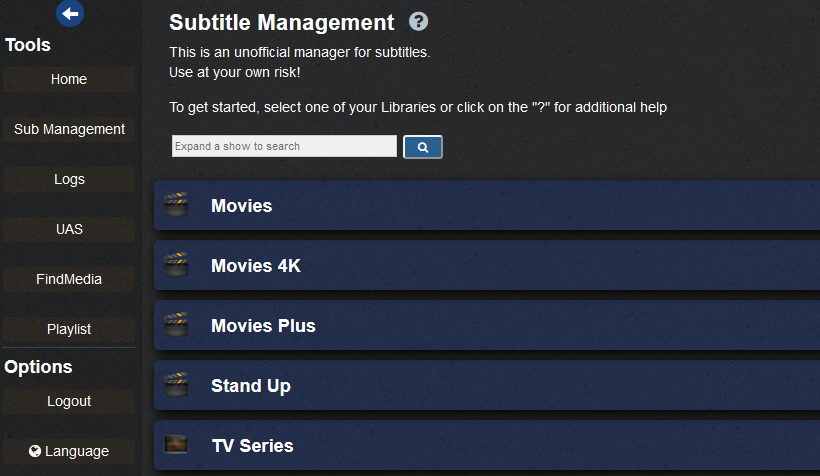 Tools
Home
Sub Management
Logs
UAS
FindMedia
Playlist
Options
Logout
Language
Subtitle Management ?
This is an unofficial manager for subtitles.
Use at your own risk!
To get started, select one of your Libraries or click on the "?" for additional help
Expand a show to search
Movies
Movies 4K
Movies Plus
Stand Up
TV Series